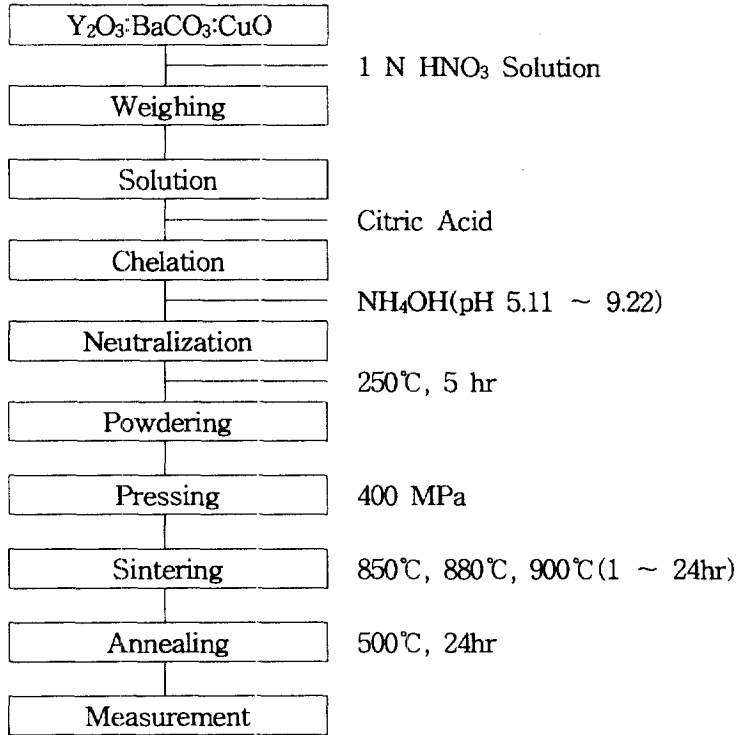 Y₂O₃:BaCO₃:CuO
1 N HNO₃ Solution
Weighing
Solution
Citric Acid
Chelation
NH₄OH(pH 5.11 ~ 9.22)
Neutralization
250℃, 5 hr
Powdering
Pressing 400 MPa
Sintering 850℃, 880℃, 900℃(1 ~ 24hr)
Annealing 500℃, 24hr
Measurement